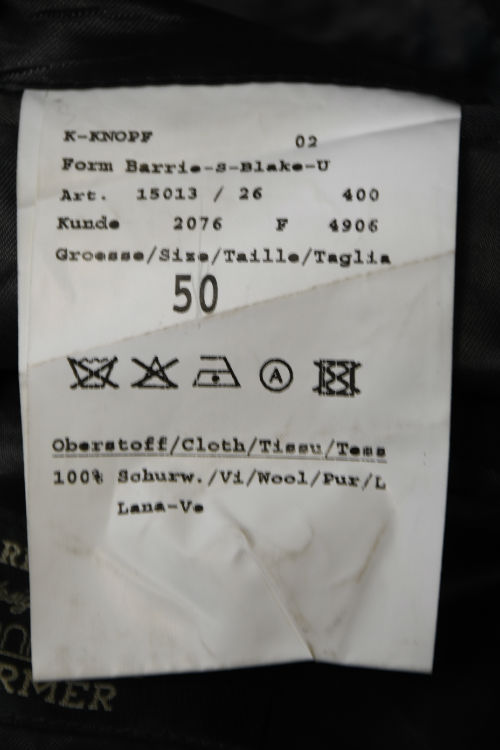 K-KNOPF 02
Form Barrie-S-Blake-U
Art. 15013 / 26 400
Kunde 2076 F 4906
Groesse/Size/Taille/Taglia
50
A
Oberstoff/Cloth/Tissu/Tess
100% Schurw./Vi/Wool/Pur/L
Lana-Ve
RMER